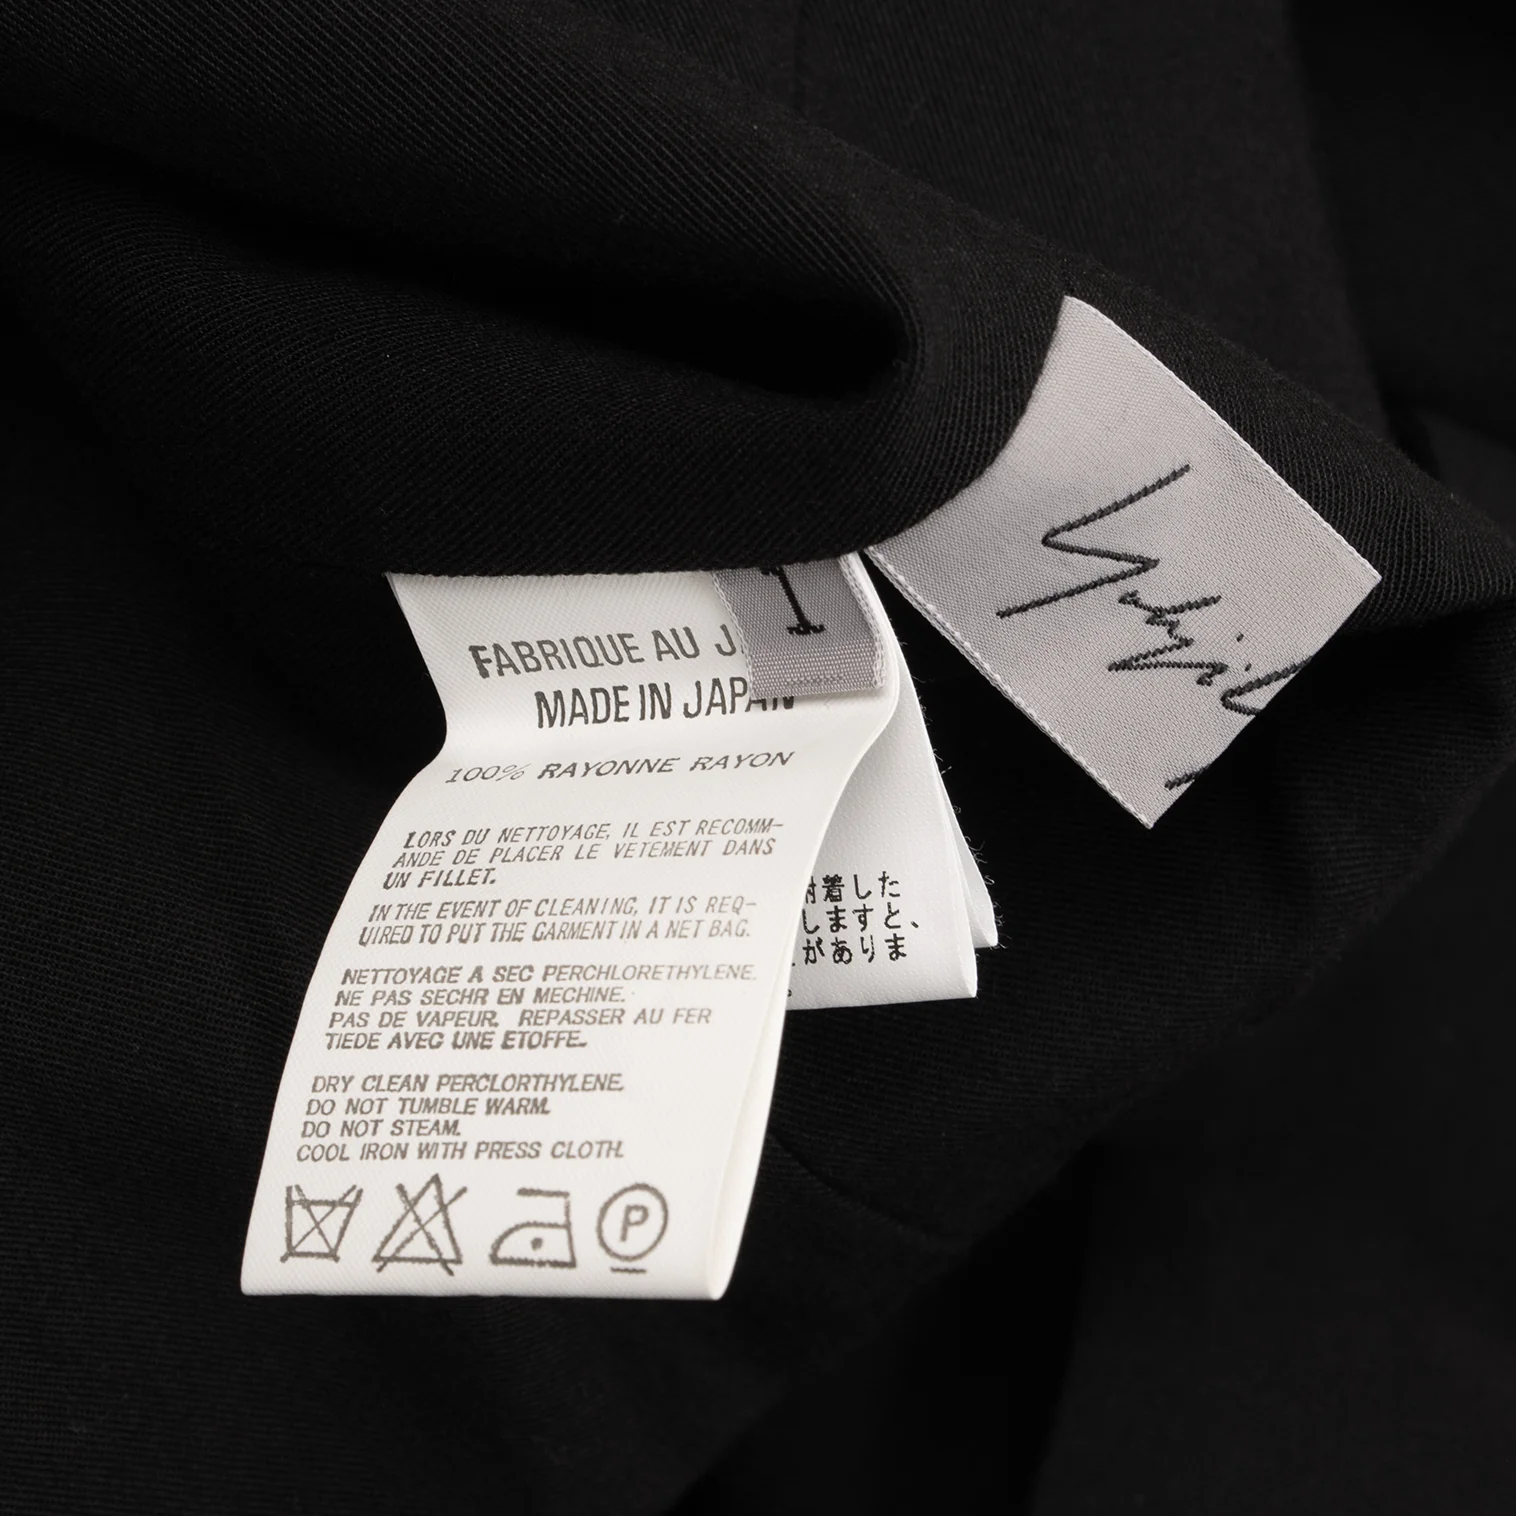 1
FABRIQUE AU
MADE IN JAPAN
100% RAYONNE RAYON
LORS DU NETTOYAGE, IL EST RECOMM-
ANDE DE PLACER LE VETEMENT DANS
UN FILLET.
IN THE EVENT OF CLEANING, IT IS REQ-
UIRED TO PUT THE GARMENT IN A NET BAG.
NETTOYAGE A SEC PERCHLORETHYLENE.
NE PAS SECHR EN MECHINE.
PAS DE VAPEUR. REPASSER AU FER
TIEDE AVEC UNE ETOFFE.
DRY CLEAN PERCLORTHYLENE.
DO NOT TUMBLE WARM.
DO NOT STEAM.
COOL IRON WITH PRESS CLOTH.
P
着した
しますと、
がありま